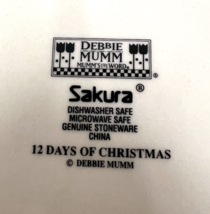 DEBBIE
MUMM
MUMM'S THE WORD®
®
Sakura®
DISHWASHER SAFE
MICROWAVE SAFE
GENUINE STONEWARE
CHINA
12 DAYS OF CHRISTMAS
© DEBBIE MUMM